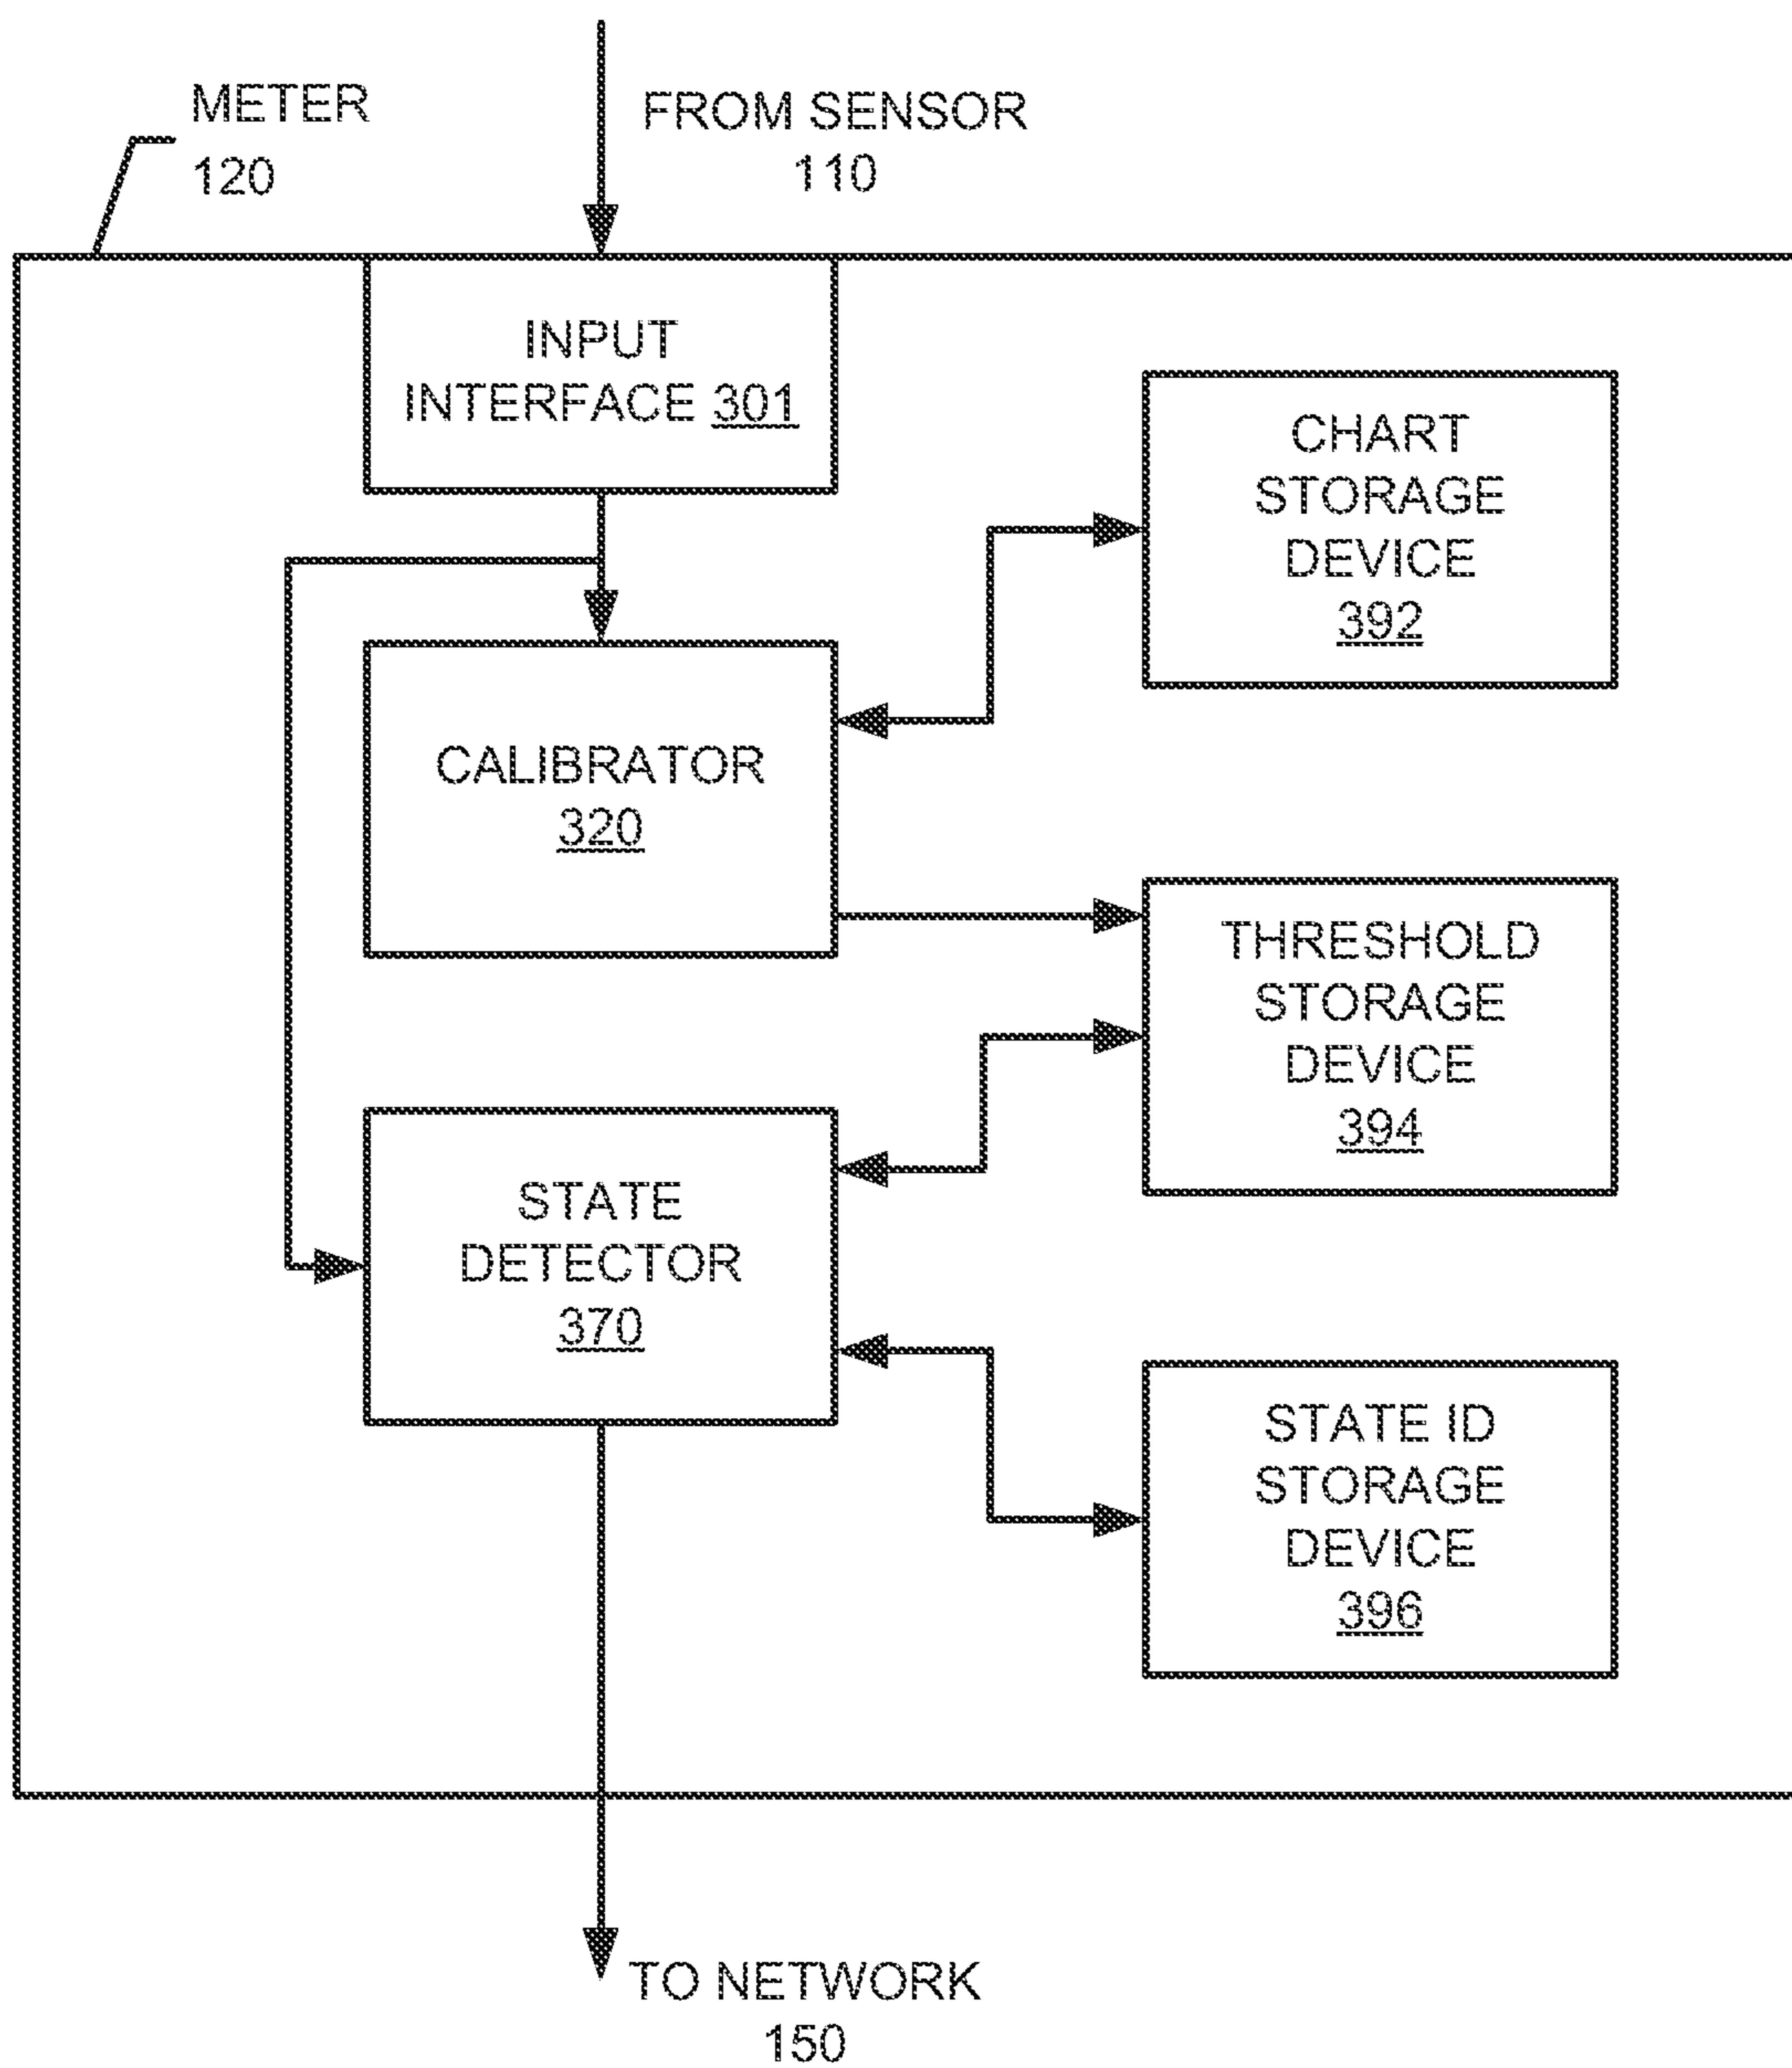 METER
120
FROM SENSOR
110
INPUT
INTERFACE 301
CHART
STORAGE
DEVICE
392
CALIBRATOR
320
THRESHOLD
STORAGE
DEVICE
394
STATE
DETECTOR
370
STATE ID
STORAGE
DEVICE
396
TO NETWORK
150